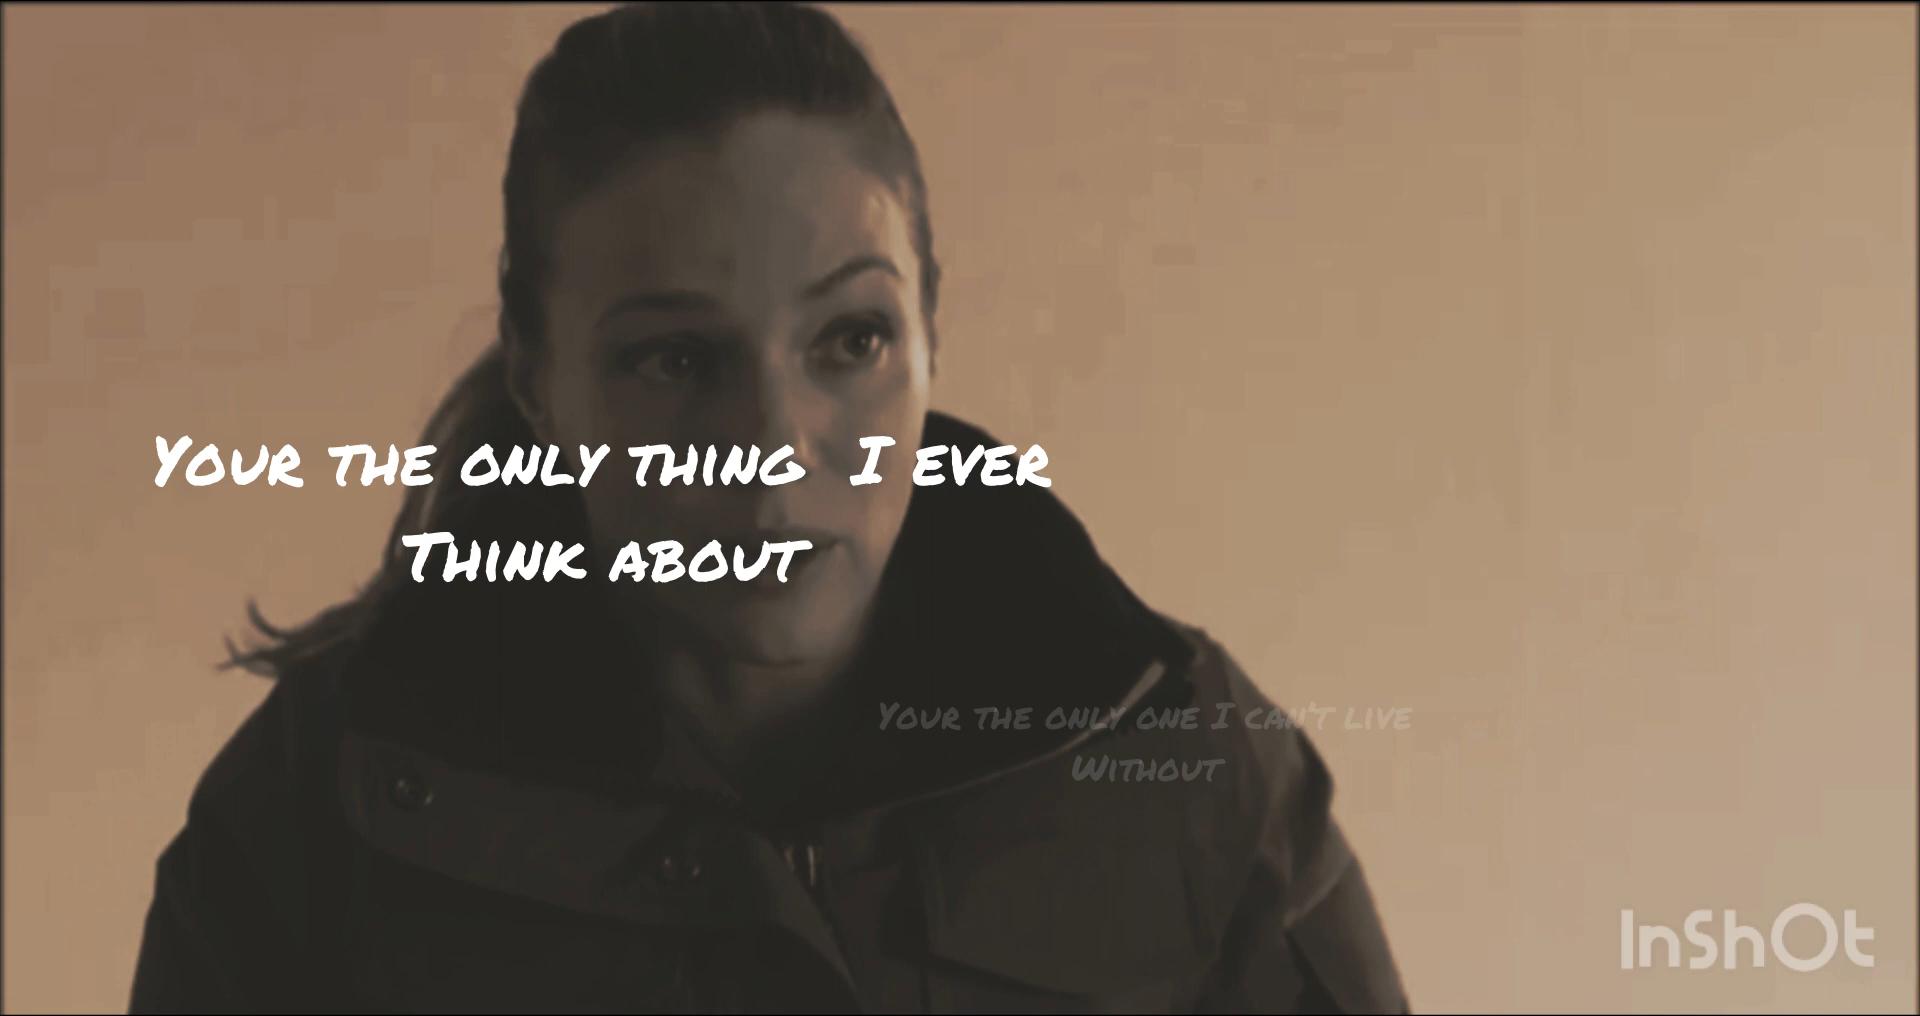 Your the only thing I ever
Think about
Your the only one I can't live
Without
InShOt